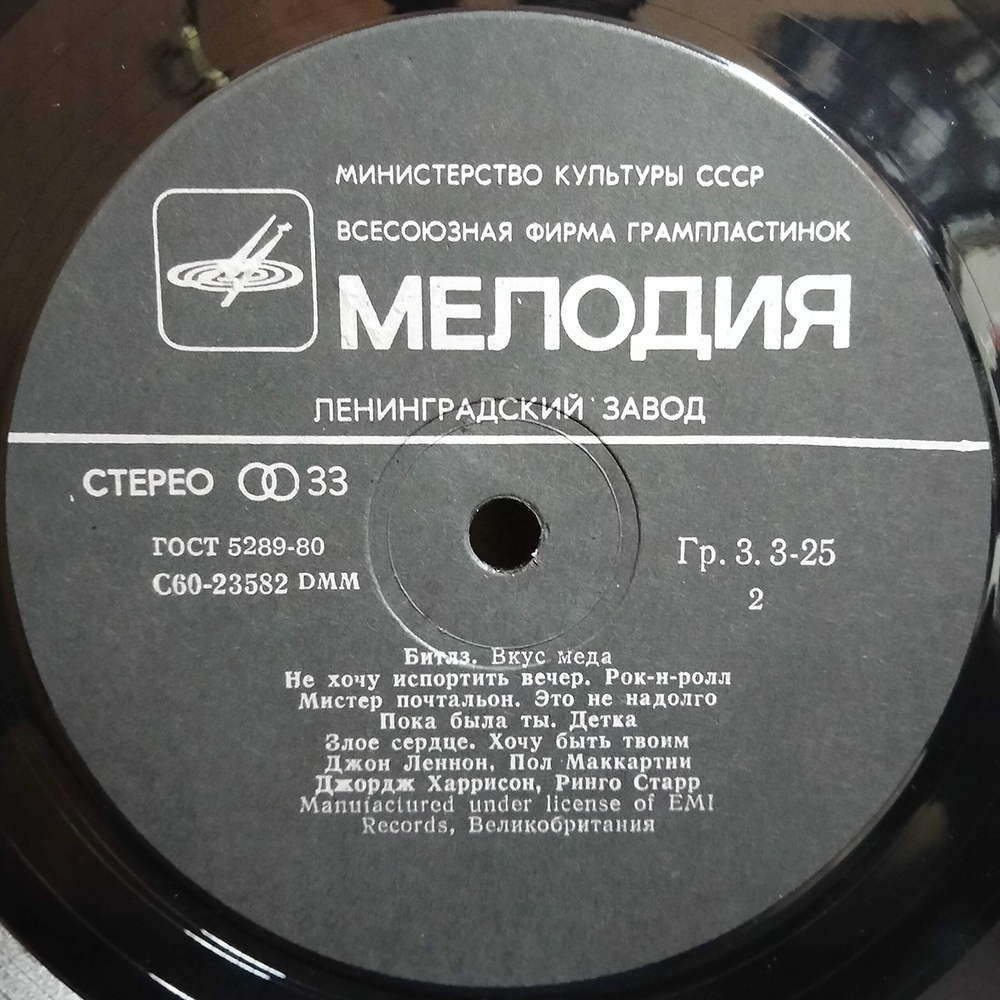 МИНИСТЕРСТВО КУЛЬТУРЫ СССР
ВСЕСОЮЗНАЯ ФИРМА ГРАМПЛАСТИНОК
МЕЛОДИЯ
ЛЕНИНГРАДСКИЙ ЗАВОД
СТЕРЕО 33
ГОСТ 5289-80
С60-23582 DMM
Гр. 3. 3-25
2
Битлз. Вкус меда
Не хочу испортить вечер. Рок-н-ролл
Мистер почтальон. Это не надолго
Пока была ты. Детка
Злое сердце. Хочу быть твоим
Джон Леннон, Пол Маккартни
Джордж Харрисон, Ринго Старр
Manufactured under license of EMI
Records, Великобритания